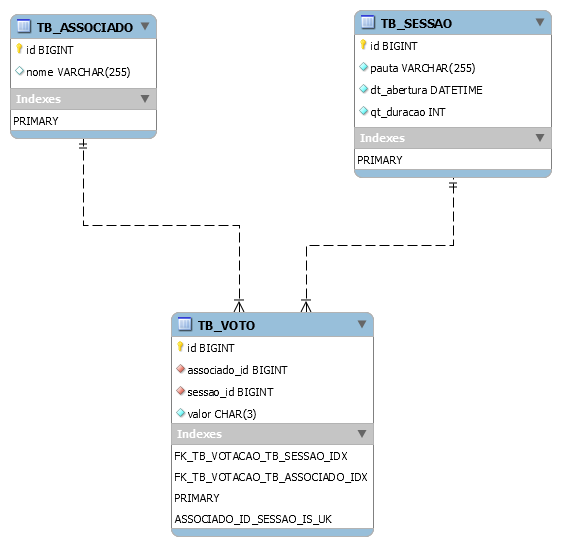 TB_ASSOCIADO
id BIGINT
nome VARCHAR(255)
Indexes
PRIMARY
TB_SESSAO
id BIGINT
pauta VARCHAR(255)
dt_abertura DATETIME
qt_duracao INT
Indexes
PRIMARY
TB_VOTO
id BIGINT
associado_id BIGINT
sessao_id BIGINT
valor CHAR(3)
Indexes
FK_TB_VOTACAO_TB_SESSAO_IDX
FK_TB_VOTACAO_TB_ASSOCIADO_IDX
PRIMARY
ASSOCIADO_ID_SESSAO_IS_UK